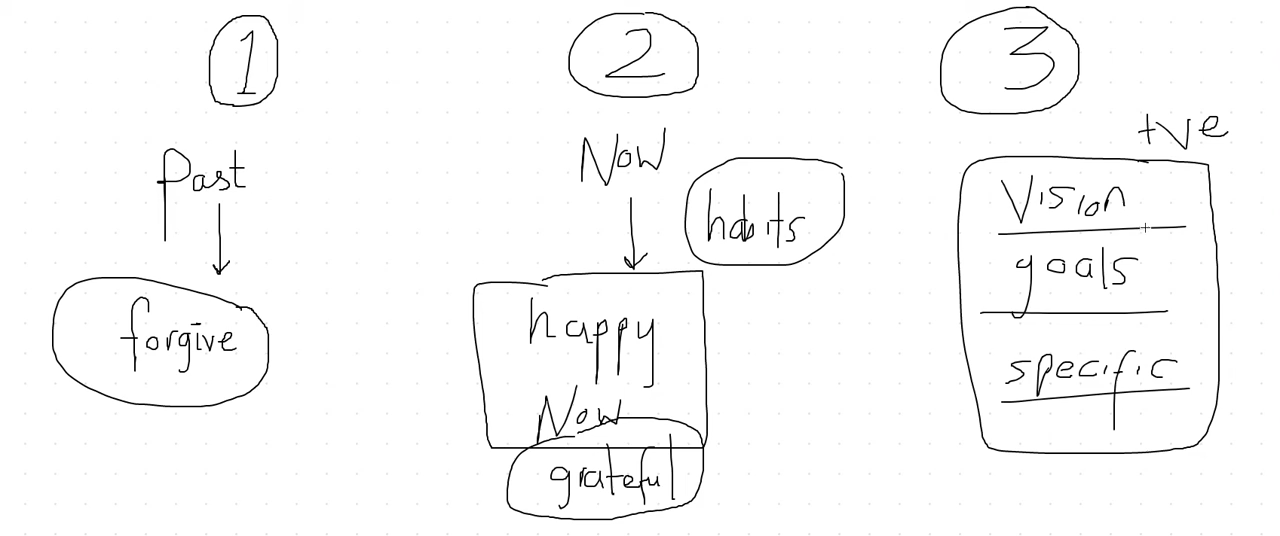 1
Past
forgive
2
Now
habits
happy
Now
grateful
3
+ve
Vision
goals
specific